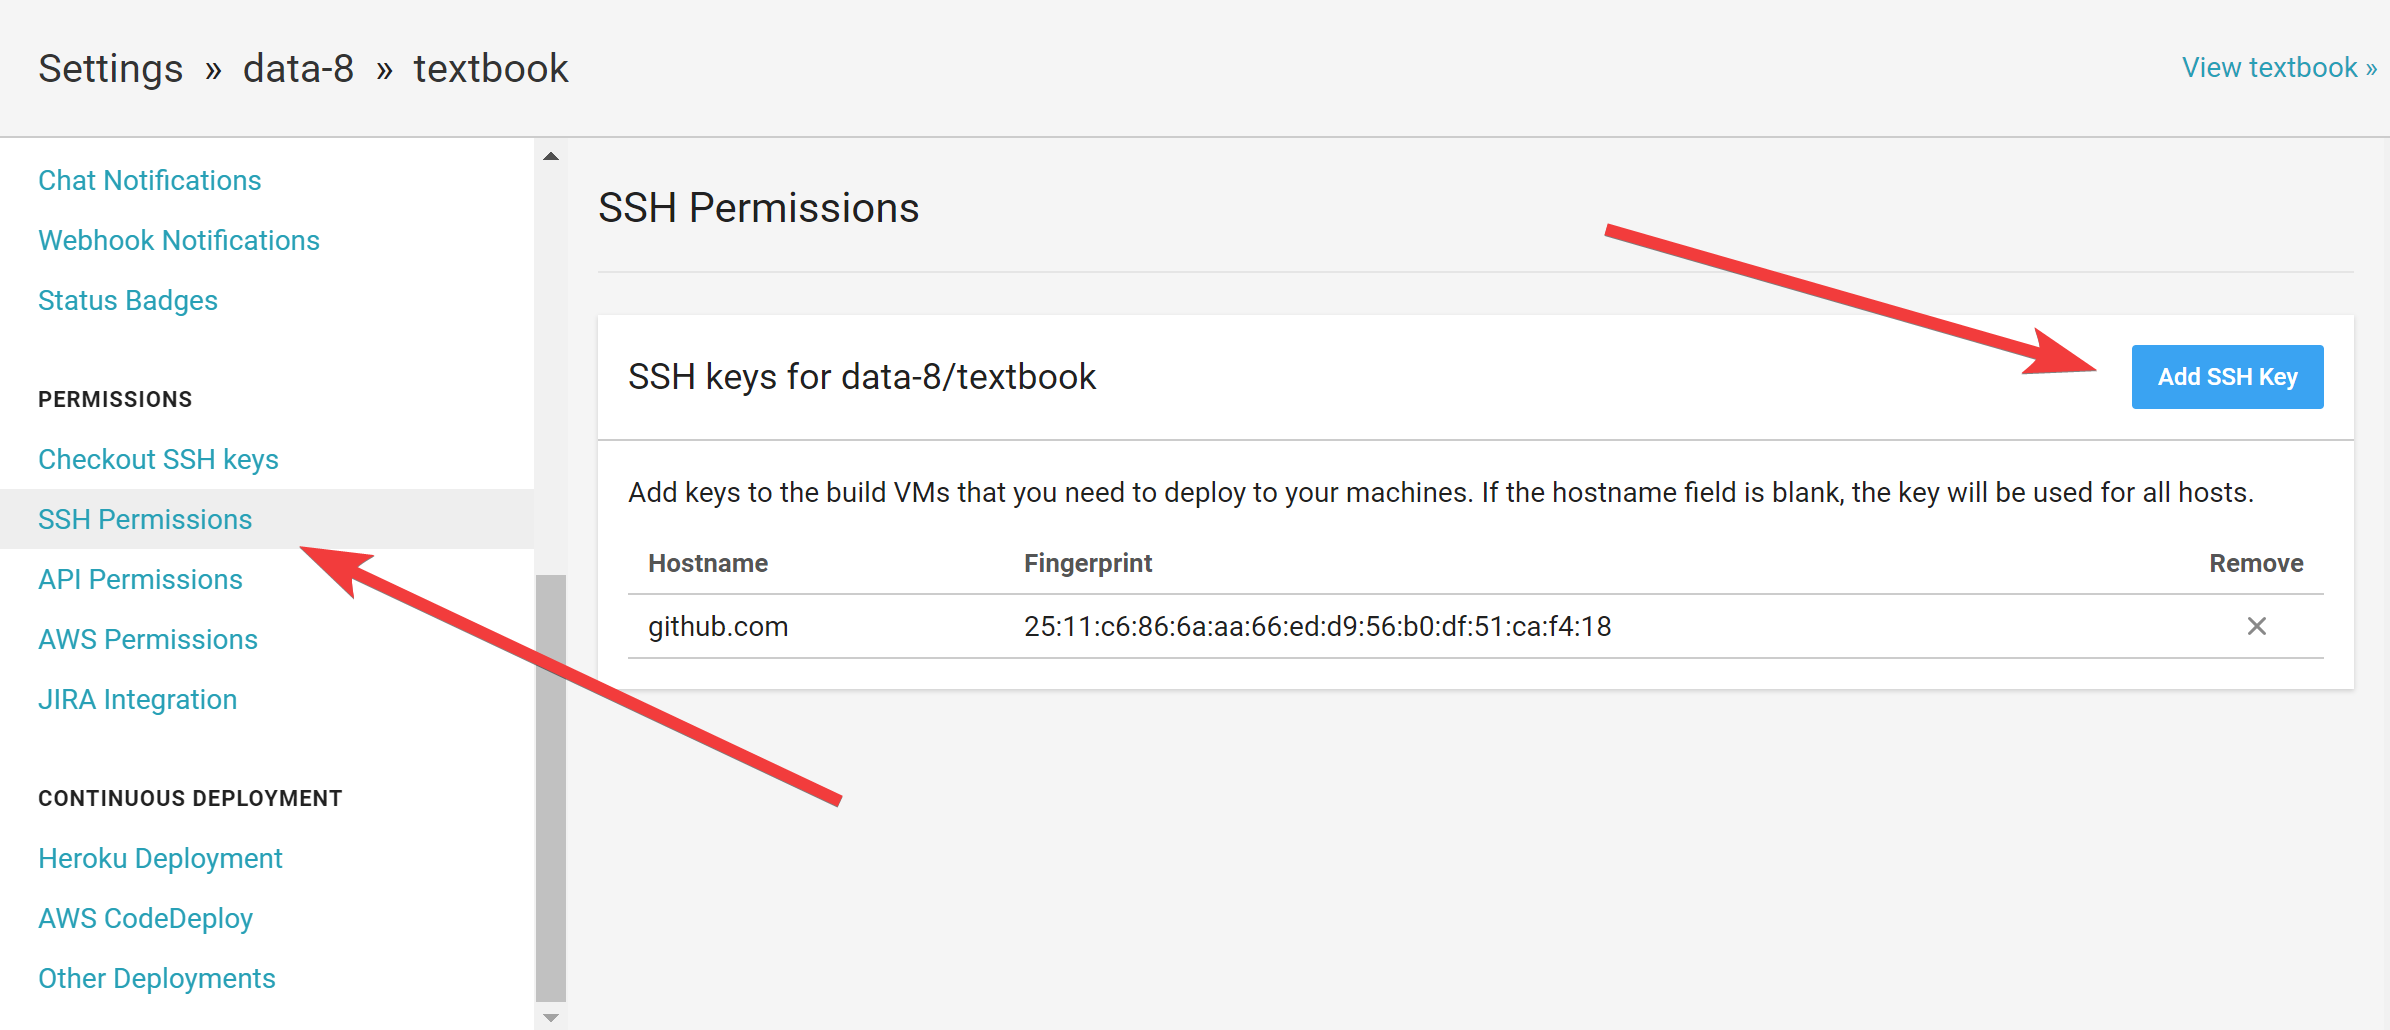 Settings » data-8 » textbook
View textbook »
Chat Notifications
Webhook Notifications
Status Badges
PERMISSIONS
Checkout SSH keys
SSH Permissions
API Permissions
AWS Permissions
JIRA Integration
CONTINUOUS DEPLOYMENT
Heroku Deployment
AWS CodeDeploy
Other Deployments
SSH Permissions
SSH keys for data-8/textbook
Add SSH Key
Add keys to the build VMs that you need to deploy to your machines. If the hostname field is blank, the key will be used for all hosts.
Hostname Fingerprint Remove
github.com 25:11:c6:86:6a:aa:66:ed:d9:56:b0:df:51:ca:f4:18